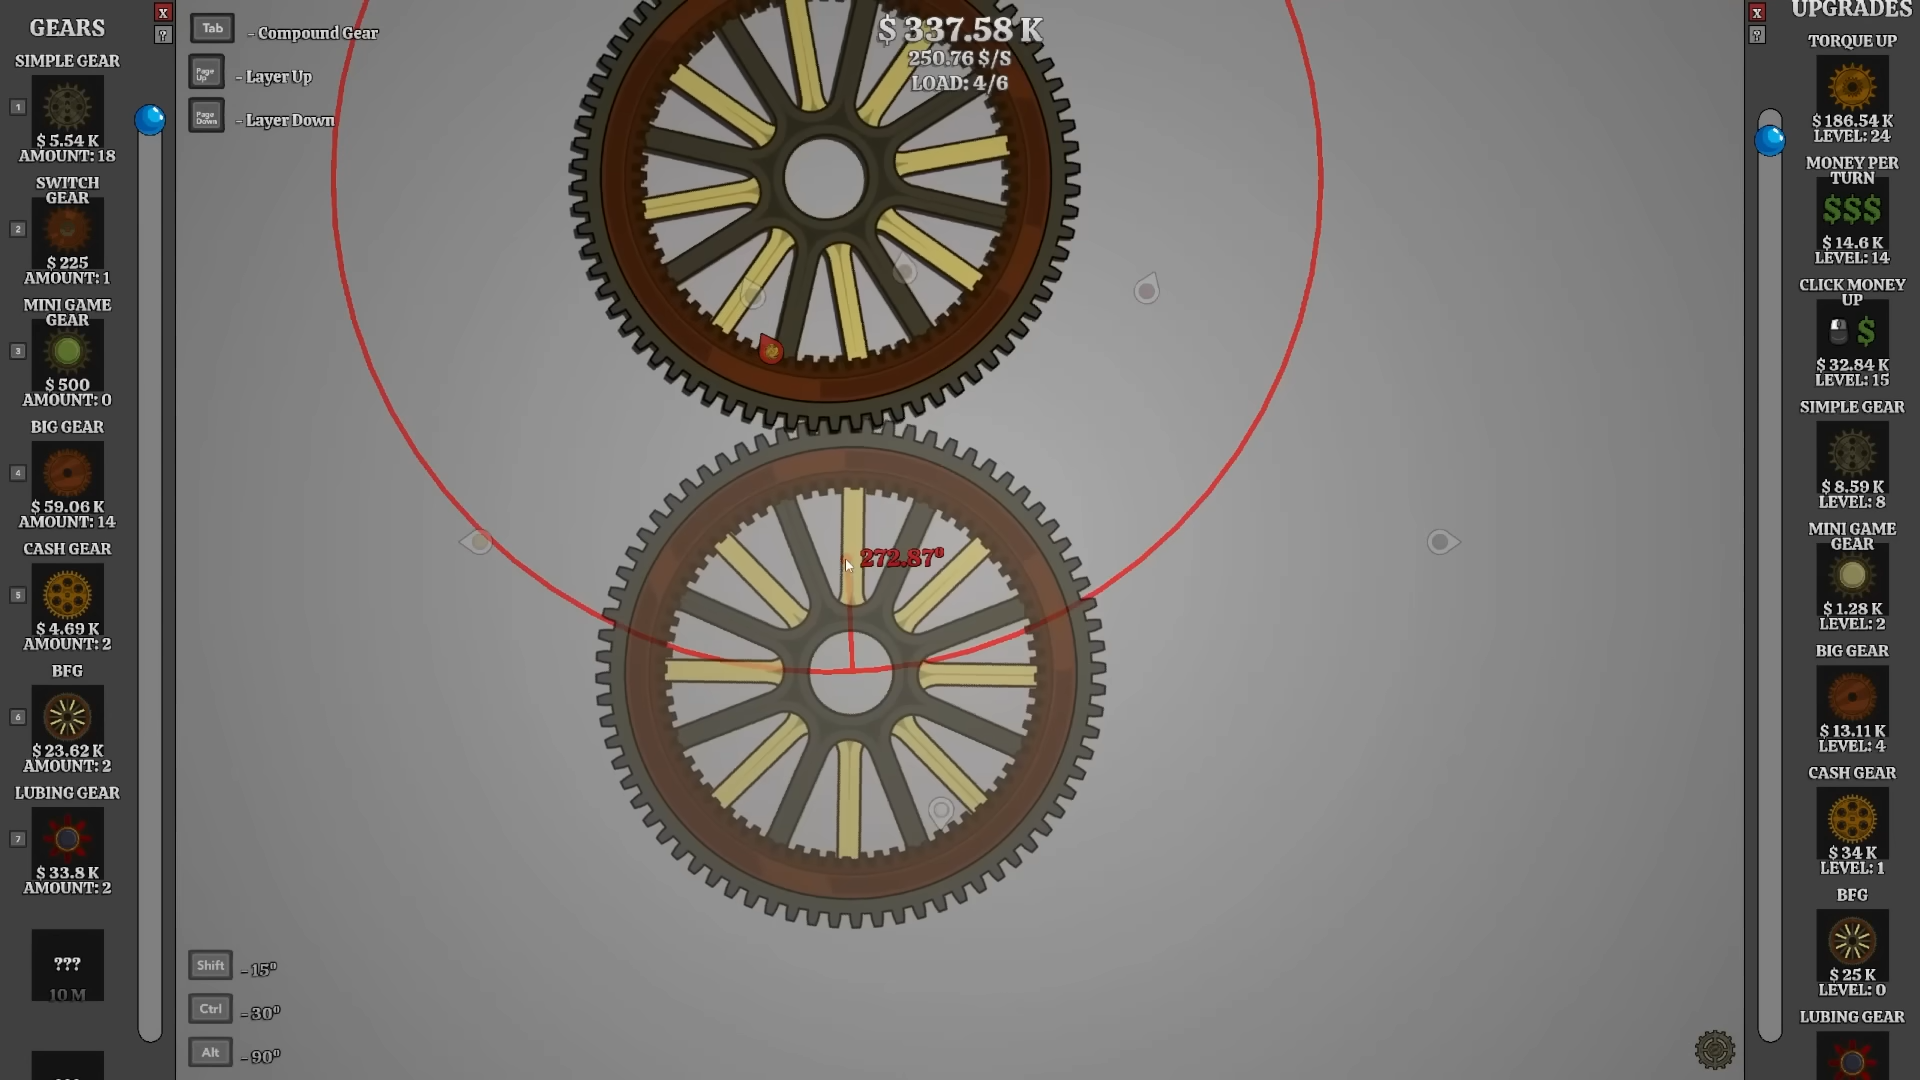 GEARS
X
?
SIMPLE GEAR
1
$ 5.54 K
AMOUNT: 18
SWITCH
GEAR
2
$ 225
AMOUNT: 1
MINI GAME
GEAR
3
$ 500
AMOUNT: 0
BIG GEAR
4
$ 59.06 K
AMOUNT: 14
CASH GEAR
5
$ 4.69 K
AMOUNT: 2
BFG
6
$ 23.62 K
AMOUNT: 2
LUBING GEAR
7
$ 33.8 K
AMOUNT: 2
???
10 M
Tab - Compound Gear
Page Up - Layer Up
Page Down - Layer Down
$ 337.58 K
250.76 $/S
LOAD: 4/6
272.87°
Shift - 15°
Ctrl - 30°
Alt - 90°
X
?
UPGRADES
TORQUE UP
$ 186.54 K
LEVEL: 24
MONEY PER
TURN
$$$
$ 14.6 K
LEVEL: 14
CLICK MONEY
UP
$
$ 32.84 K
LEVEL: 15
SIMPLE GEAR
$ 8.59 K
LEVEL: 8
MINI GAME
GEAR
$ 1.28 K
LEVEL: 2
BIG GEAR
$ 13.11 K
LEVEL: 4
CASH GEAR
$ 34 K
LEVEL: 1
BFG
$ 25 K
LEVEL: 0
LUBING GEAR